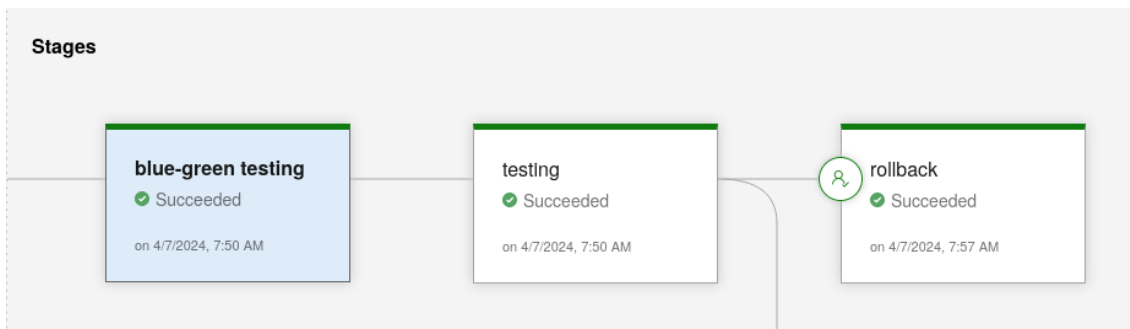 Stages
blue-green testing
Succeeded
on 4/7/2024, 7:50 AM
testing
Succeeded
on 4/7/2024, 7:50 AM
rollback
Succeeded
on 4/7/2024, 7:57 AM